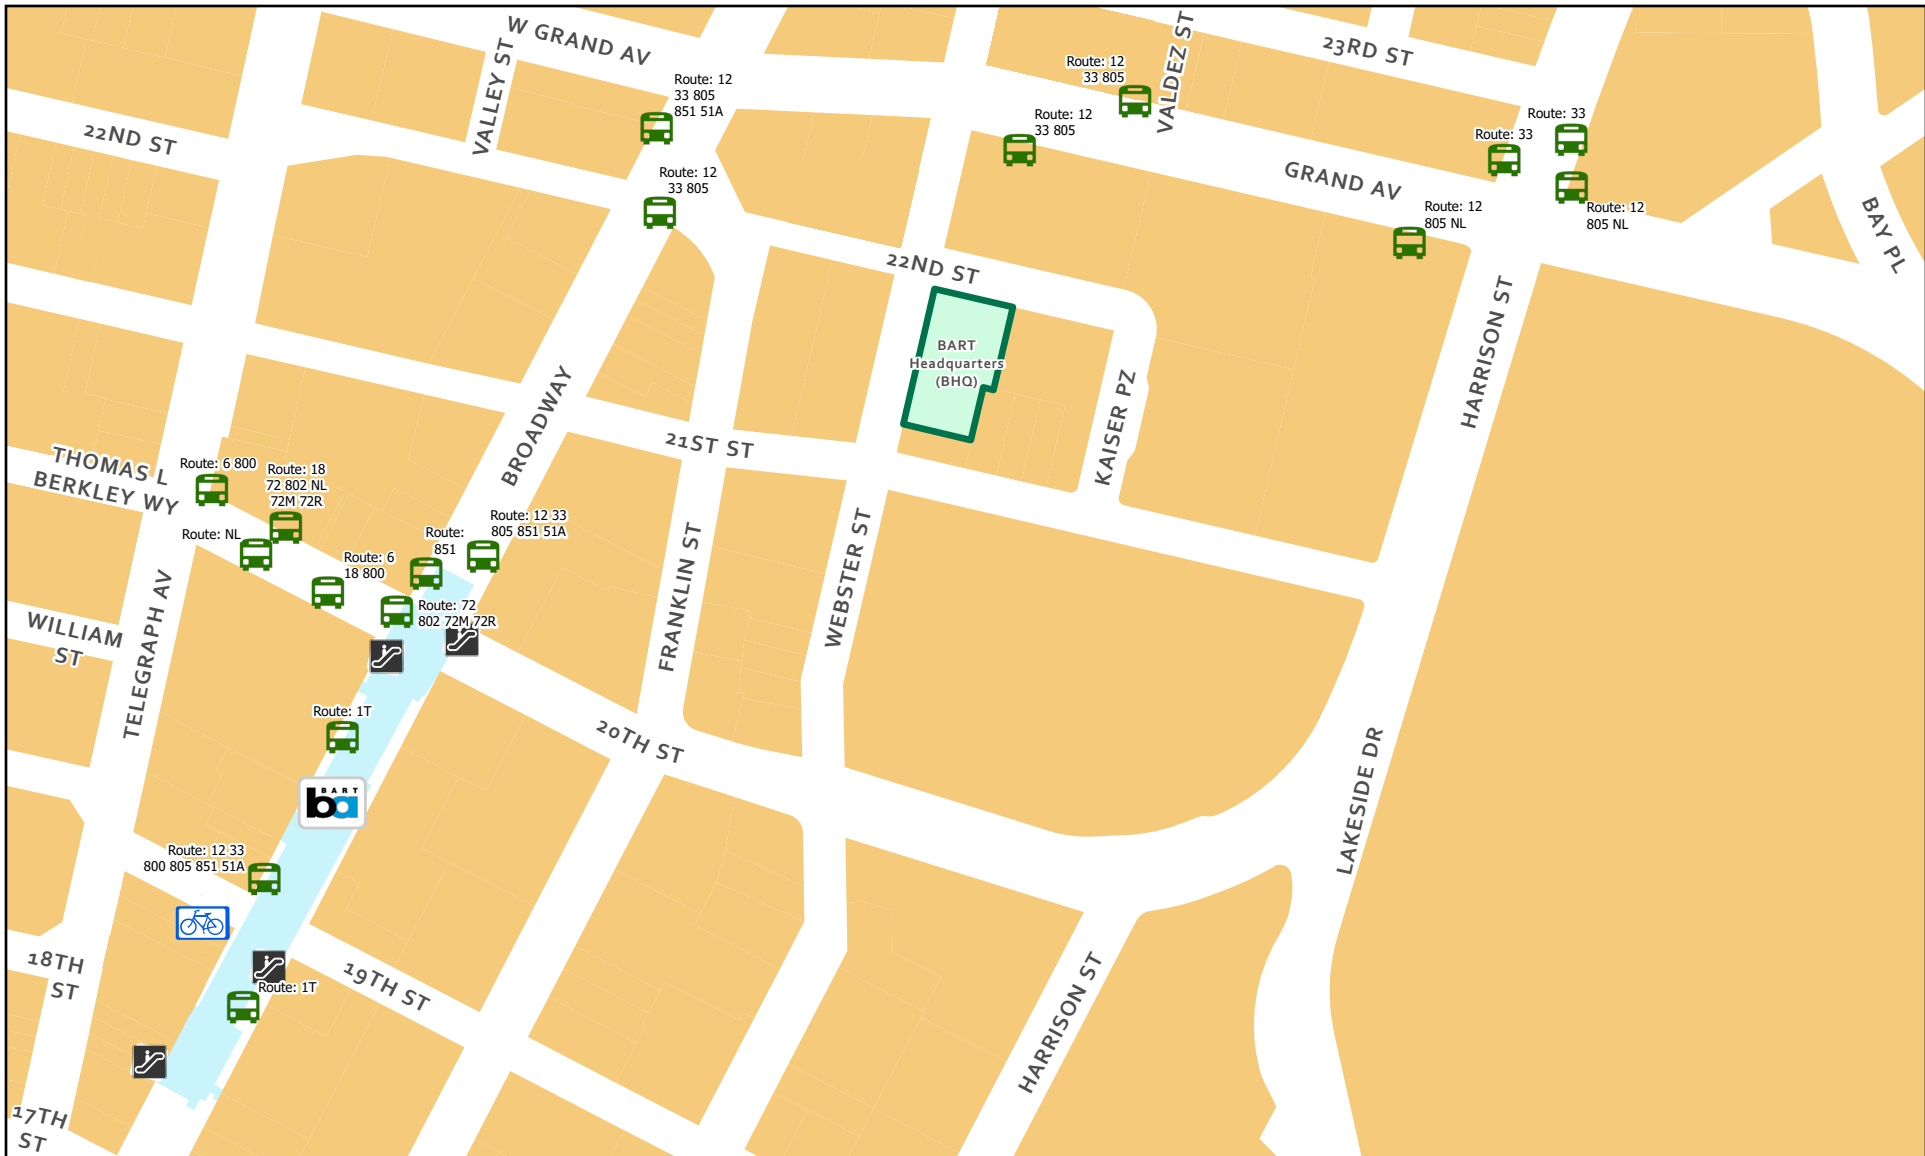 W GRAND AV
VALLEY ST
VALDEZ ST
23RD ST
Route: 12
33 805
Route: 12
33 805
851 51A
Route: 12
33 805
Route: 33
Route: 33
22ND ST
GRAND AV
Route: 12
33 805
Route: 12
805 NL
Route: 12
805 NL
BAY PL
22ND ST
HARRISON ST
BART
Headquarters
(BHQ)
BROADWAY
KAISER PZ
21ST ST
THOMAS L
BERKLEY WY
Route: 6 800
Route: 18
72 802 NL
72M 72R
Route: NL
Route: 6
18 800
Route:
851
Route: 12 33
805 851 51A
Route: 72
802 72M 72R
FRANKLIN ST
WEBSTER ST
WILLIAM
ST
TELEGRAPH AV
Route: 1T
20TH ST
LAKESIDE DR
BART
ba
Route: 12 33
800 805 851 51A
18TH
ST
19TH ST
Route: 1T
HARRISON ST
17TH
ST